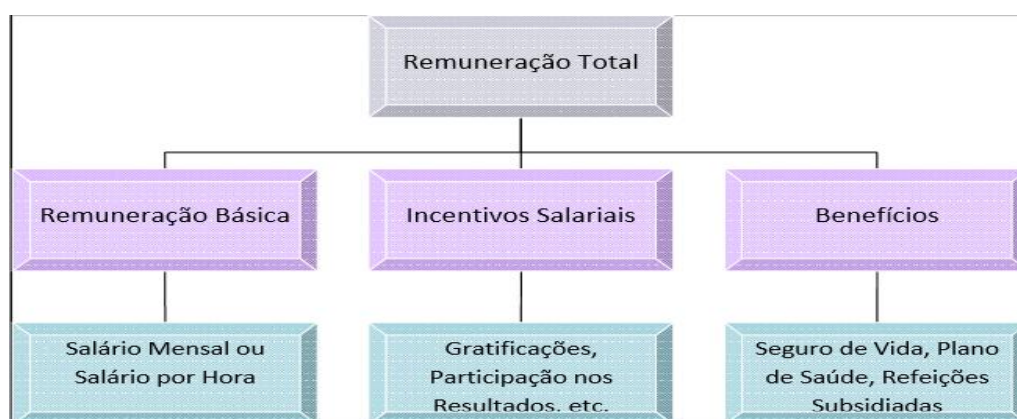 Remuneração Total
Remuneração Básica
Incentivos Salariais
Benefícios
Salário Mensal ou
Salário por Hora
Gratificações,
Participação nos
Resultados, etc.
Seguro de Vida, Plano
de Saúde, Refeições
Subsidiadas